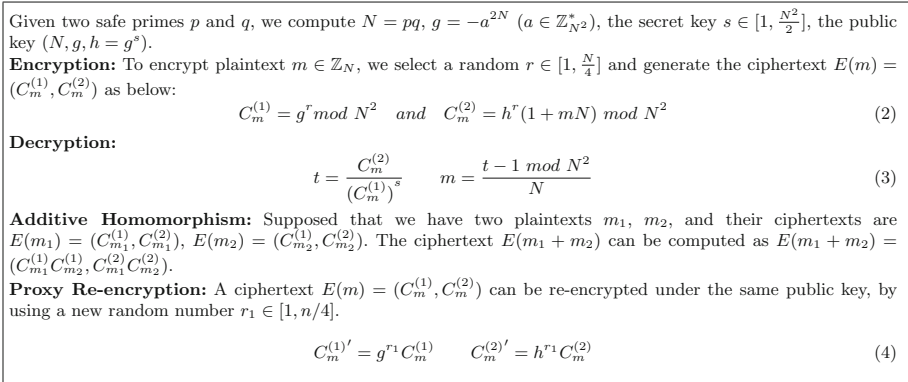 Given two safe primes p and q, we compute N = pq, g = −a^{2N} (a ∈ ℤ*_{N²}), the secret key s ∈ [1, N²/2], the public
key (N, g, h = g^s).
Encryption: To encrypt plaintext m ∈ ℤ_N, we select a random r ∈ [1, N/4] and generate the ciphertext E(m) =
(C_m^{(1)}, C_m^{(2)}) as below:
C_m^{(1)} = g^r mod N² and C_m^{(2)} = h^r(1 + mN) mod N² (2)
Decryption:
t = C_m^{(2)} / (C_m^{(1)})^s m = (t − 1 mod N²) / N (3)
Additive Homomorphism: Supposed that we have two plaintexts m_1, m_2, and their ciphertexts are
E(m_1) = (C_{m_1}^{(1)}, C_{m_1}^{(2)}), E(m_2) = (C_{m_2}^{(1)}, C_{m_2}^{(2)}). The ciphertext E(m_1 + m_2) can be computed as E(m_1 + m_2) =
(C_{m_1}^{(1)}C_{m_2}^{(1)}, C_{m_1}^{(2)}C_{m_2}^{(2)}).
Proxy Re-encryption: A ciphertext E(m) = (C_m^{(1)}, C_m^{(2)}) can be re-encrypted under the same public key, by
using a new random number r_1 ∈ [1, n/4].
C_m^{(1)}′ = g^{r_1}C_m^{(1)} C_m^{(2)}′ = h^{r_1}C_m^{(2)} (4)